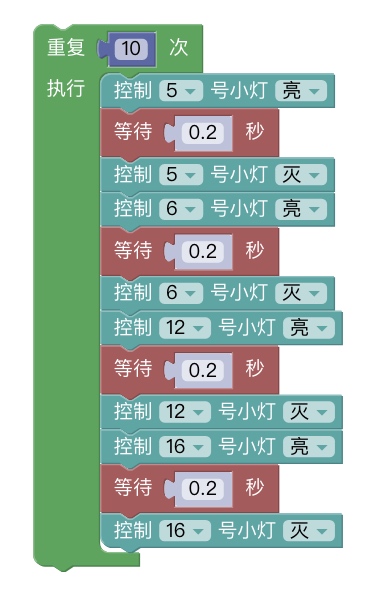 重复 10 次
执行 控制 5 号小灯 亮
等待 0.2 秒
控制 5 号小灯 灭
控制 6 号小灯 亮
等待 0.2 秒
控制 6 号小灯 灭
控制 12 号小灯 亮
等待 0.2 秒
控制 12 号小灯 灭
控制 16 号小灯 亮
等待 0.2 秒
控制 16 号小灯 灭